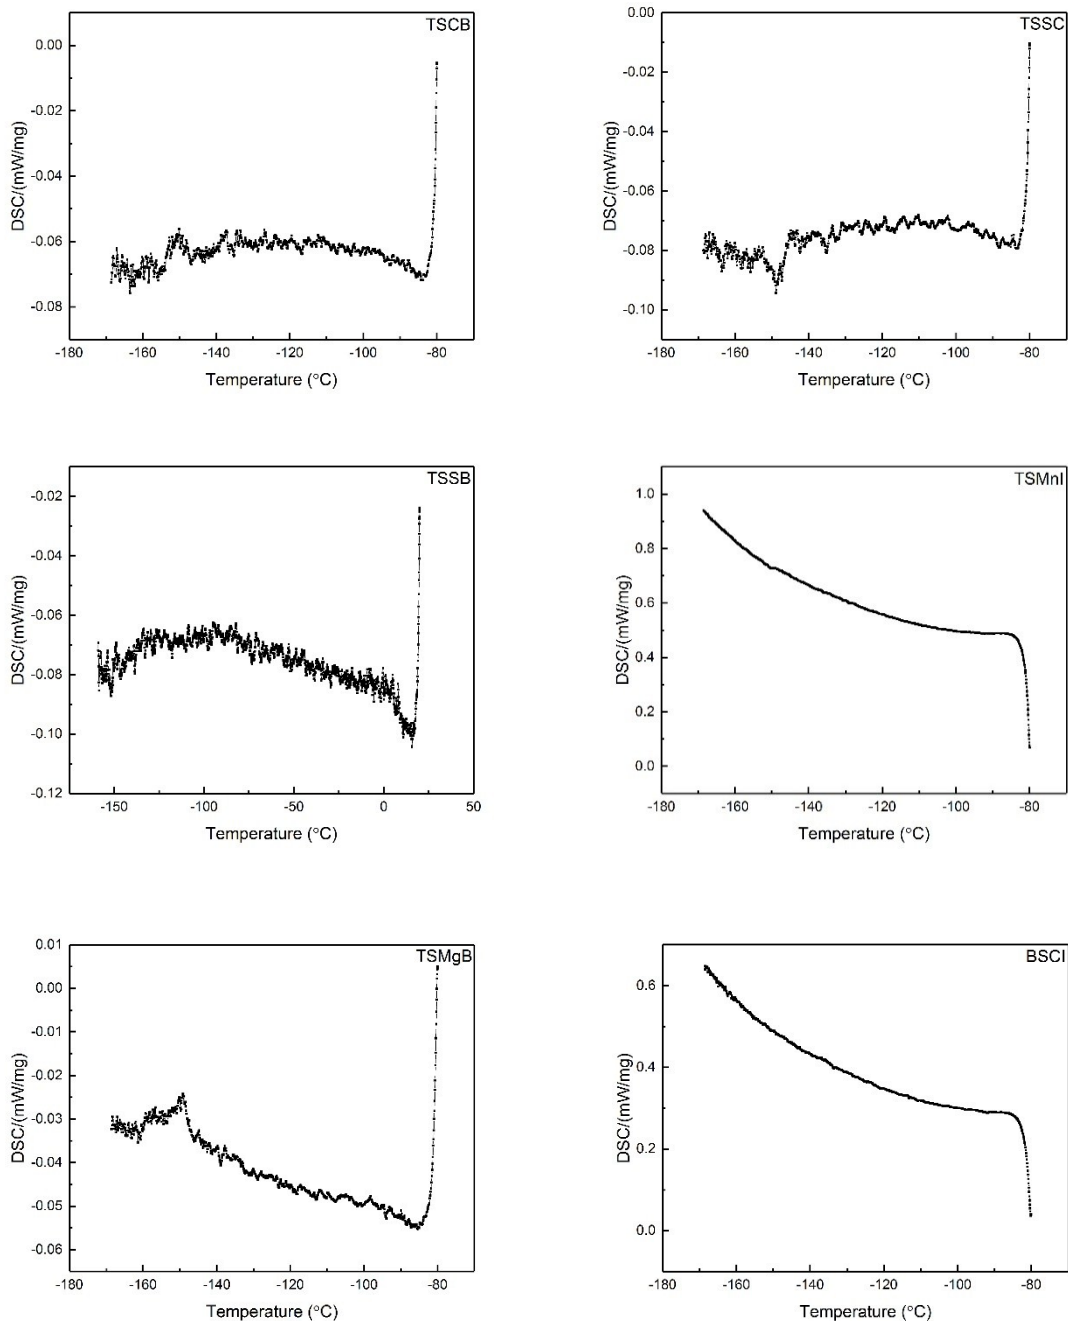 TSCB
0.00
-0.02
-0.04
-0.06
-0.08
DSC/(mW/mg)
-180 -160 -140 -120 -100 -80
Temperature (°C)
TSSC
0.00
-0.02
-0.04
-0.06
-0.08
-0.10
DSC/(mW/mg)
-180 -160 -140 -120 -100 -80
Temperature (°C)
TSSB
-0.02
-0.04
-0.06
-0.08
-0.10
-0.12
DSC/(mW/mg)
-150 -100 -50 0 50
Temperature (°C)
TSMnI
1.0
0.8
0.6
0.4
0.2
0.0
DSC/(mW/mg)
-180 -160 -140 -120 -100 -80
Temperature (°C)
TSMgB
0.01
0.00
-0.01
-0.02
-0.03
-0.04
-0.05
-0.06
DSC/(mW/mg)
-180 -160 -140 -120 -100 -80
Temperature (°C)
BSCI
0.6
0.4
0.2
0.0
DSC/(mW/mg)
-180 -160 -140 -120 -100 -80
Temperature (°C)